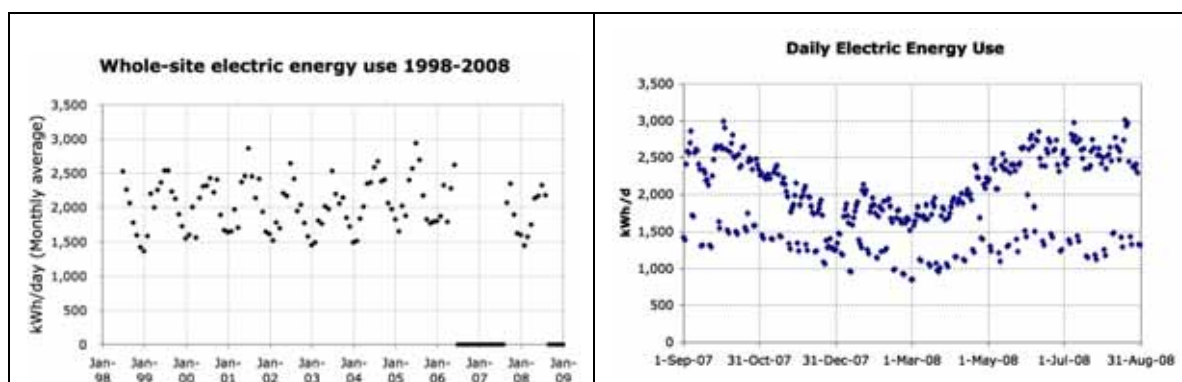 Whole-site electric energy use 1998-2008
kWh/day (Monthly average)
3,500
3,000
2,500
2,000
1,500
1,000
500
0
Jan-98 Jan-99 Jan-00 Jan-01 Jan-02 Jan-03 Jan-04 Jan-05 Jan-06 Jan-07 Jan-08 Jan-09
Daily Electric Energy Use
kWh/d
3,500
3,000
2,500
2,000
1,500
1,000
500
0
1-Sep-07 31-Oct-07 31-Dec-07 1-Mar-08 1-May-08 1-Jul-08 31-Aug-08